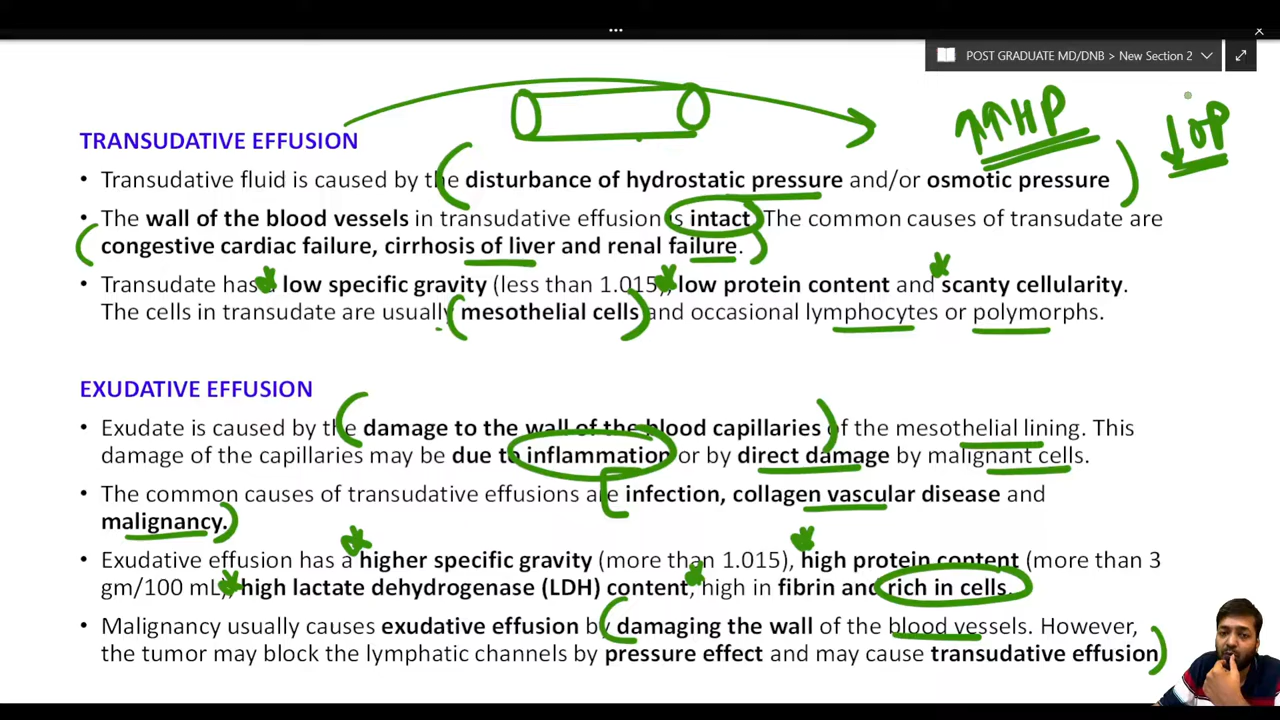 POST GRADUATE MD/DNB > New Section 2
↑↑HP
↓OP
TRANSUDATIVE EFFUSION
• Transudative fluid is caused by the disturbance of hydrostatic pressure and/or osmotic pressure
• The wall of the blood vessels in transudative effusion is intact. The common causes of transudate are
congestive cardiac failure, cirrhosis of liver and renal failure.
• Transudate has a low specific gravity (less than 1.015), low protein content and scanty cellularity.
The cells in transudate are usually mesothelial cells and occasional lymphocytes or polymorphs.
EXUDATIVE EFFUSION
• Exudate is caused by the damage to the wall of the blood capillaries of the mesothelial lining. This
damage of the capillaries may be due to inflammation or by direct damage by malignant cells.
• The common causes of transudative effusions are infection, collagen vascular disease and
malignancy.
• Exudative effusion has a higher specific gravity (more than 1.015), high protein content (more than 3
gm/100 mL), high lactate dehydrogenase (LDH) content, high in fibrin and rich in cells.
• Malignancy usually causes exudative effusion by damaging the wall of the blood vessels. However,
the tumor may block the lymphatic channels by pressure effect and may cause transudative effusion